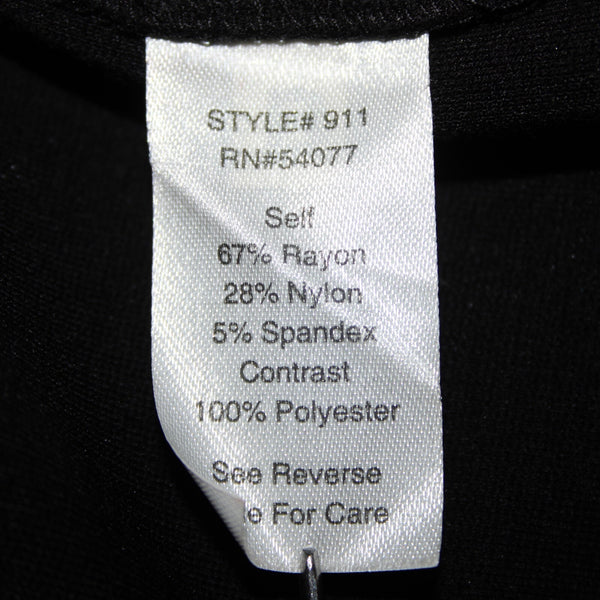 STYLE# 911
RN#54077
Self
67% Rayon
28% Nylon
5% Spandex
Contrast
100% Polyester
See Reverse
For Care